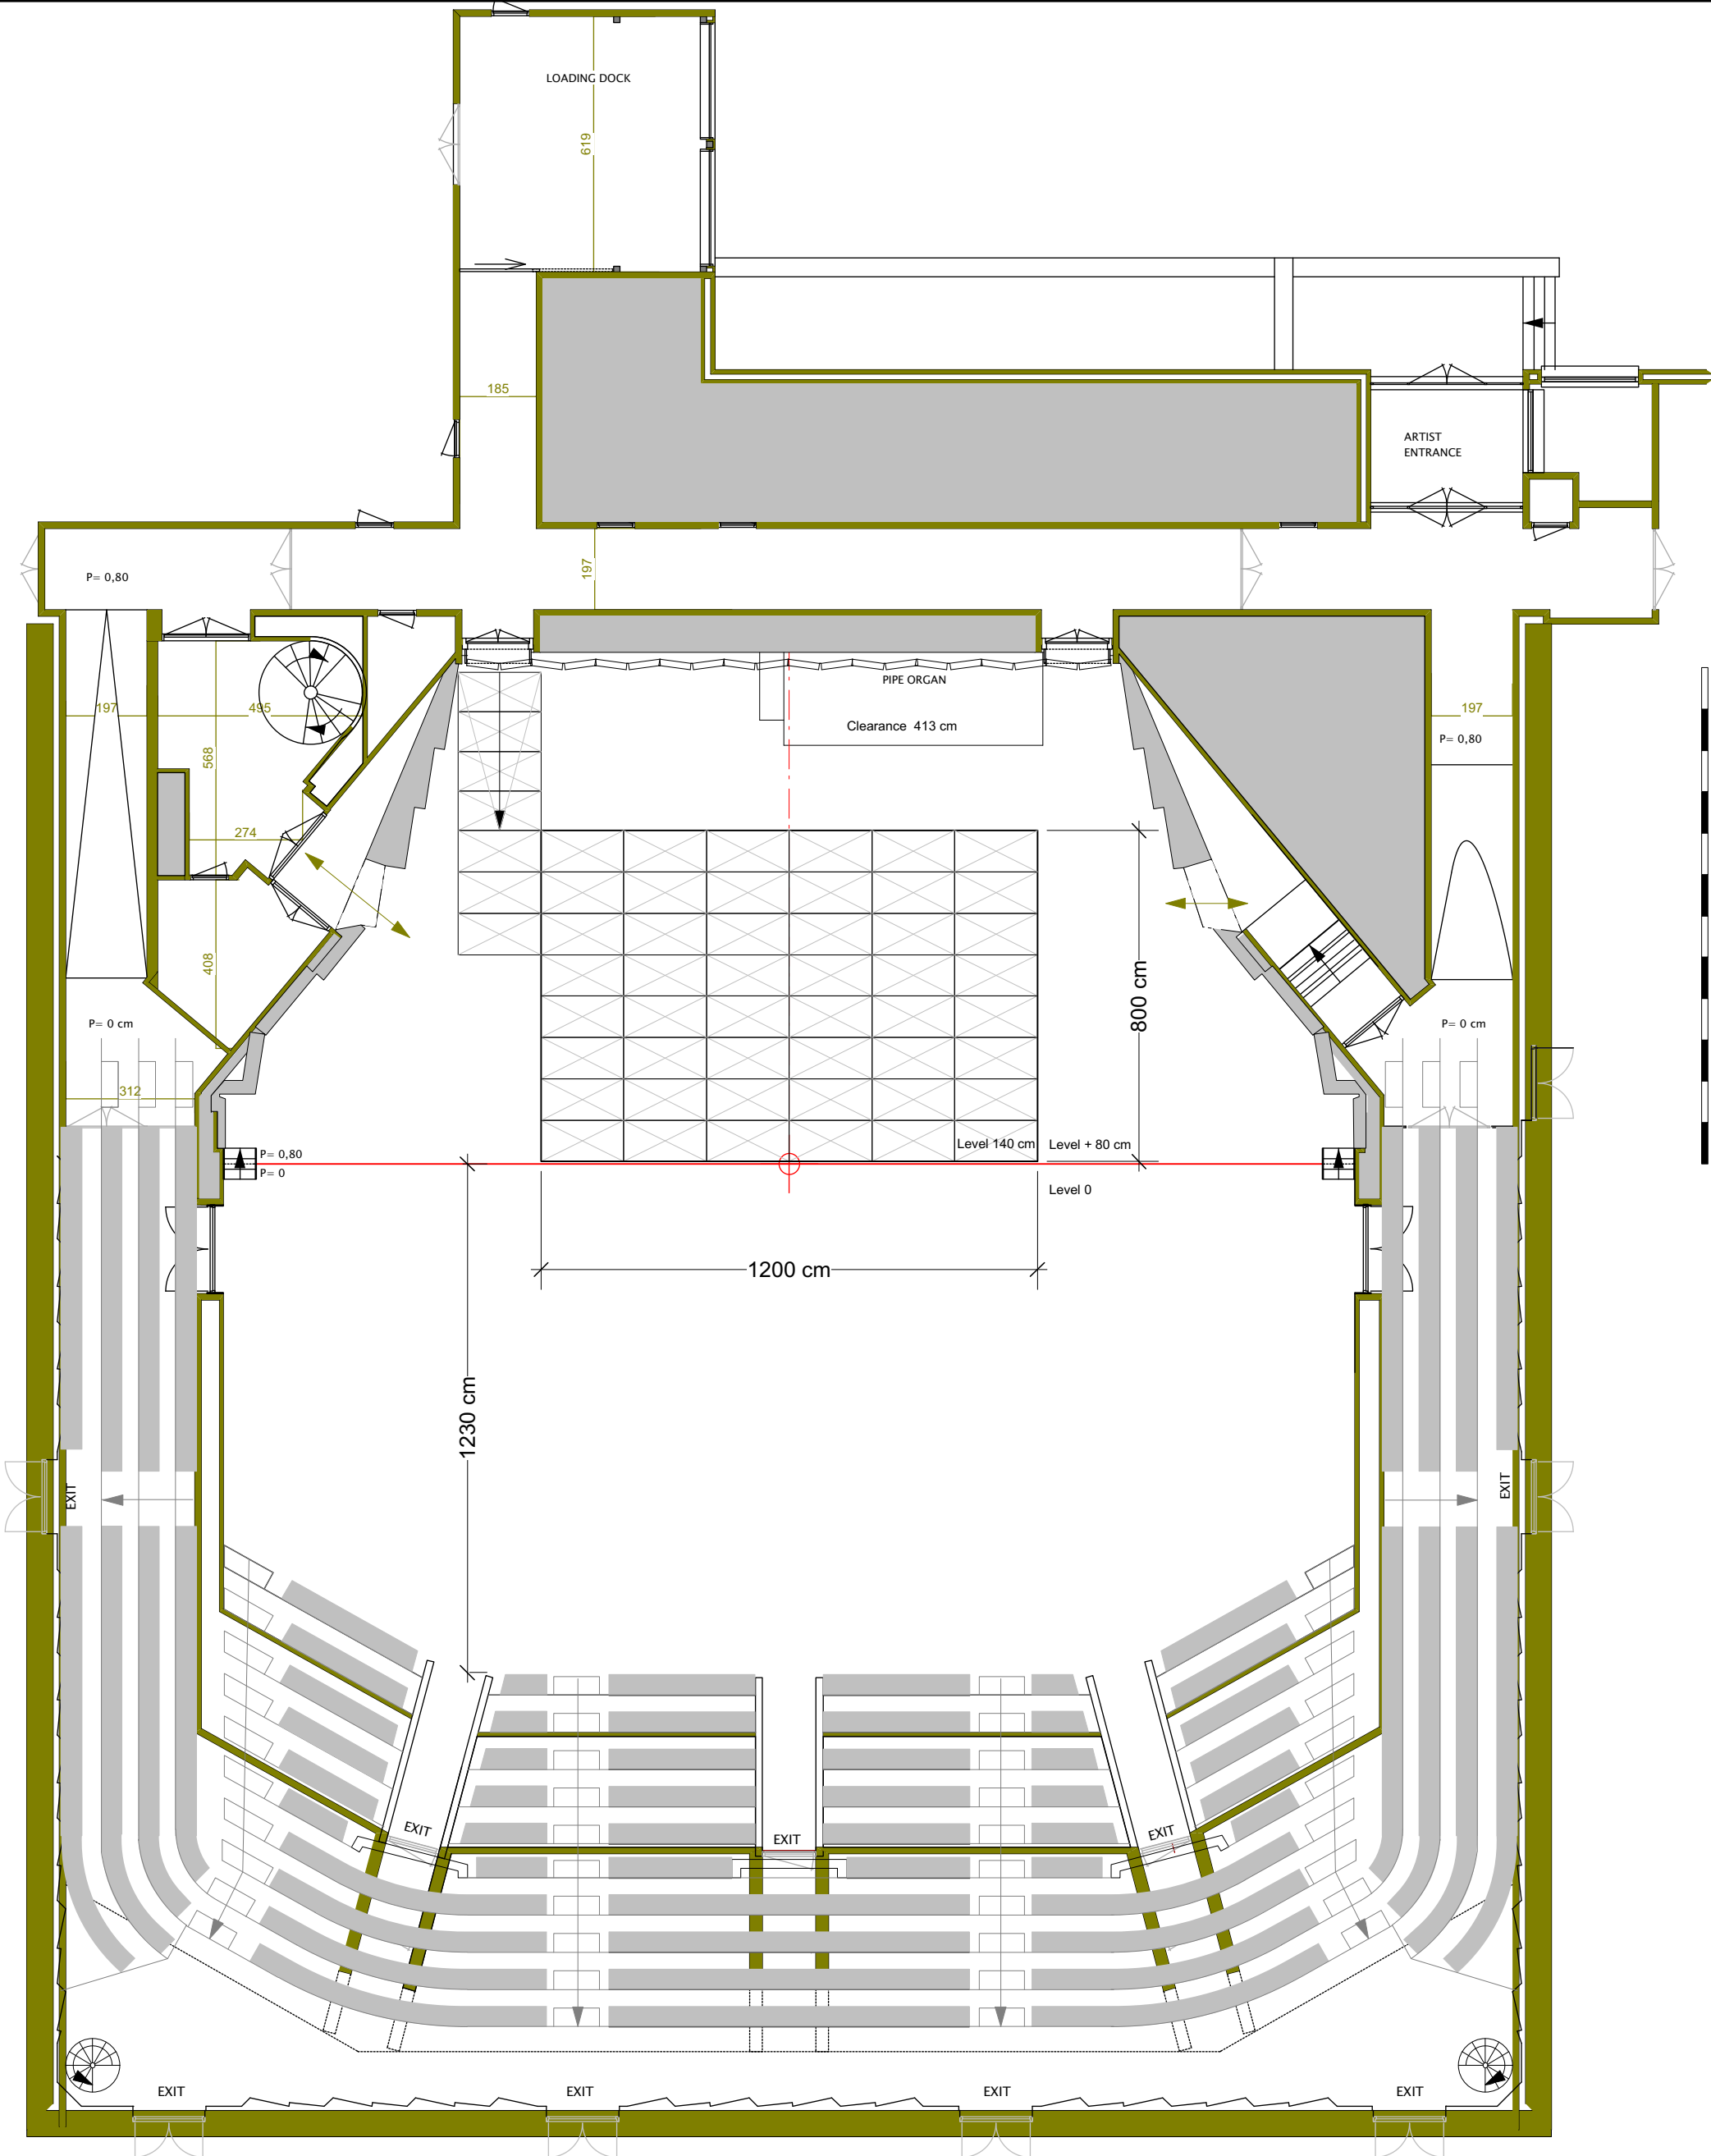 LOADING DOCK
619
185
ARTIST
ENTRANCE
197
P= 0,80
PIPE ORGAN
Clearance 413 cm
197
495
568
274
408
197
P= 0,80
800 cm
P= 0 cm
P= 0 cm
312
Level 140 cm
Level + 80 cm
P= 0,80
P= 0
Level 0
1200 cm
1230 cm
EXIT
EXIT
EXIT
EXIT
EXIT
EXIT
EXIT
EXIT
EXIT